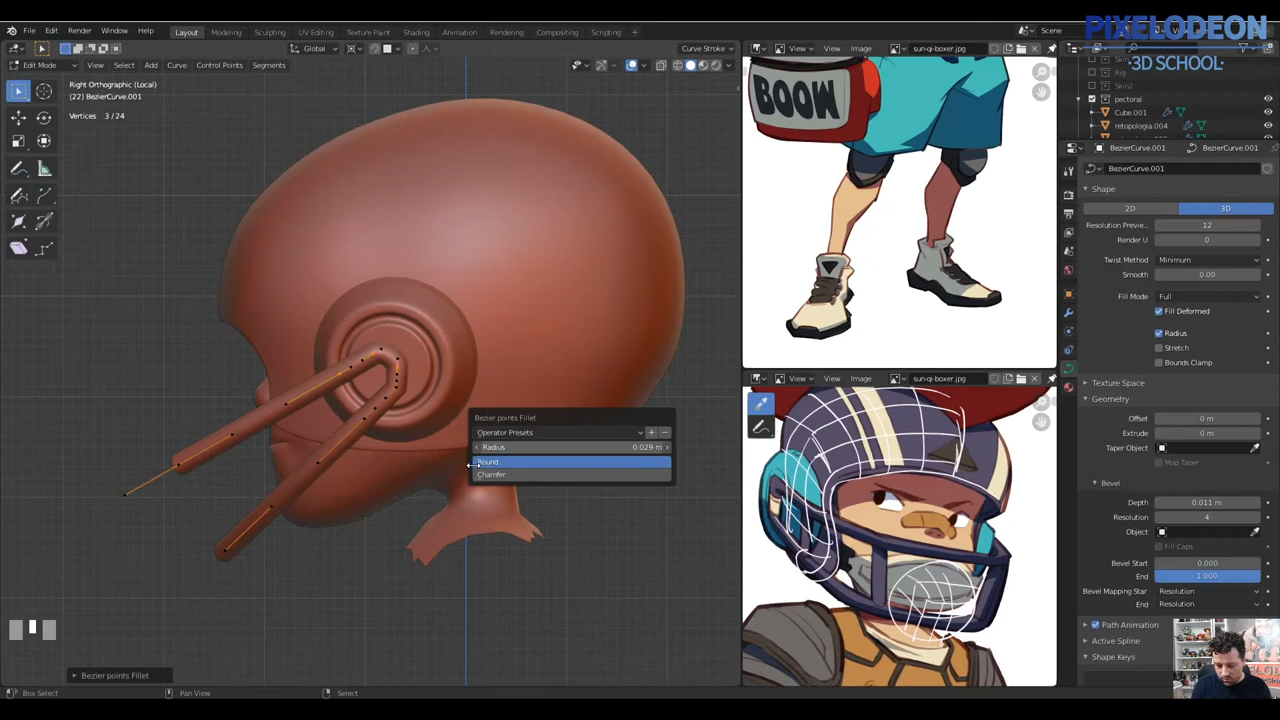 File Edit Render Window Help Layout Modeling Sculpting UV Editing Texture Paint Shading Animation Rendering Compositing Scripting + Scene
PIXELODEON
·3D SCHOOL·
Global Curve Stroke View Image sun-qi-boxer.jpg
Edit Mode View Select Add Curve Control Points Segments
Right Orthographic (Local)
(22) BezierCurve.001
Vertices 3 / 24
Rig
Skin2
pectoral
Cube.001
retopologia.004
BOOW
BezierCurve.001 BezierCurve.001
BezierCurve.001
Shape
2D 3D
Resolution Previe.. 12
Render U 0
Twist Method Minimum
Smooth 0.00
Fill Mode Full
Fill Deformed
Radius
Stretch
Bounds Clamp
Texture Space
Geometry
Offset 0 m
Extrude 0 m
Taper Object
Map Taper
Bevel
Depth 0.011 m
Resolution 4
Object
Fill Caps
Bevel Start 0.000
End 1.000
Bevel Mapping Star Resolution
End Resolution
Path Animation
Active Spline
Shape Keys
View Image sun-qi-boxer.jpg
Bezier points Fillet
Operator Presets + −
Radius 0.029 m
Round
Chamfer
Bezier points Fillet
Box Select Pan View Select